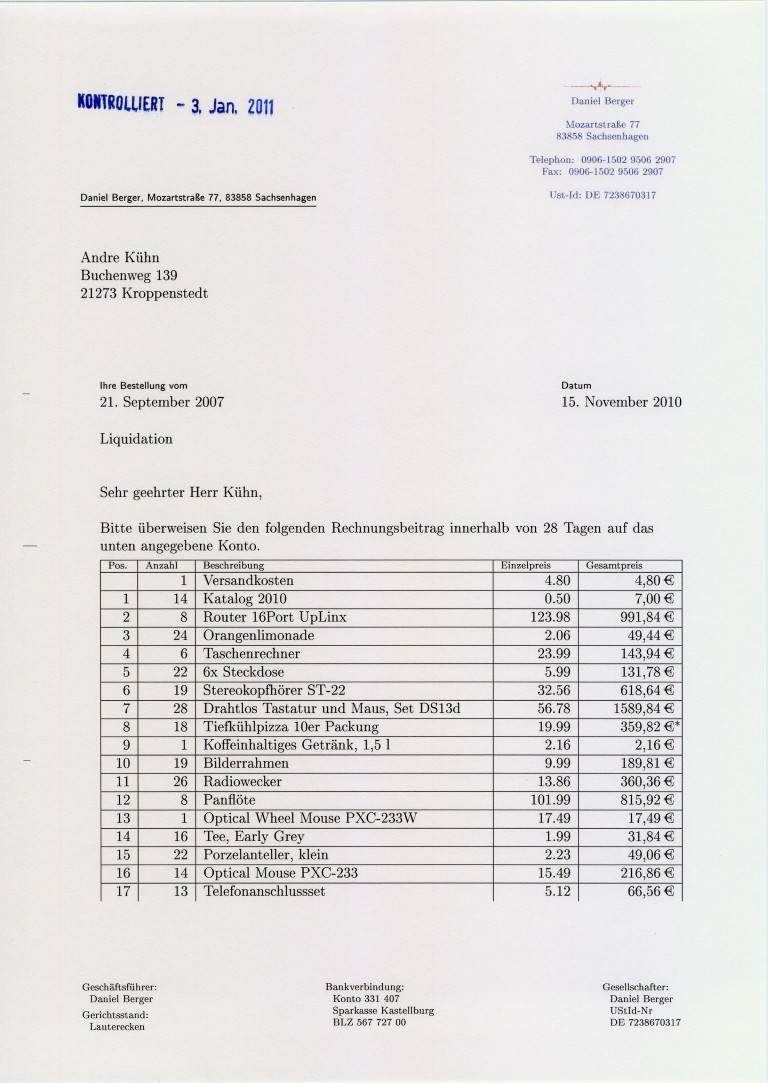 KONTROLLIERT - 3. Jan. 2011
Daniel Berger
Mozartstraße 77
83858 Sachsenhagen
Telephon: 0906-1502 9506 2907
Fax: 0906-1502 9506 2907
Ust-Id: DE 7238670317
Daniel Berger, Mozartstraße 77, 83858 Sachsenhagen
Andre Kühn
Buchenweg 139
21273 Kroppenstedt
Ihre Bestellung vom Datum
21. September 2007 15. November 2010
Liquidation
Sehr geehrter Herr Kühn,
Bitte überweisen Sie den folgenden Rechnungsbeitrag innerhalb von 28 Tagen auf das
unten angegebene Konto.
Pos. Anzahl Beschreibung Einzelpreis Gesamtpreis
1 Versandkosten 4.80 4,80 €
1 14 Katalog 2010 0.50 7,00 €
2 8 Router 16Port UpLinx 123.98 991,84 €
3 24 Orangenlimonade 2.06 49,44 €
4 6 Taschenrechner 23.99 143,94 €
5 22 6x Steckdose 5.99 131,78 €
6 19 Stereokopfhörer ST-22 32.56 618,64 €
7 28 Drahtlos Tastatur und Maus, Set DS13d 56.78 1589,84 €
8 18 Tiefkühlpizza 10er Packung 19.99 359,82 €*
9 1 Koffeinhaltiges Getränk, 1,5 l 2.16 2,16 €
10 19 Bilderrahmen 9.99 189,81 €
11 26 Radiowecker 13.86 360,36 €
12 8 Panflöte 101.99 815,92 €
13 1 Optical Wheel Mouse PXC-233W 17.49 17,49 €
14 16 Tee, Early Grey 1.99 31,84 €
15 22 Porzelanteller, klein 2.23 49,06 €
16 14 Optical Mouse PXC-233 15.49 216,86 €
17 13 Telefonanschlussset 5.12 66,56 €
Geschäftsführer:
Daniel Berger
Gerichtsstand:
Lauterecken
Bankverbindung:
Konto 331 407
Sparkasse Kastellburg
BLZ 567 727 00
Gesellschafter:
Daniel Berger
UStId-Nr
DE 7238670317